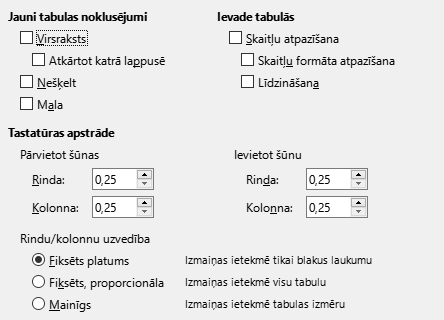 Jauni tabulas noklusējumi
Virsraksts
Atkārtot katrā lappusē
Nešķelt
Mala
Ievade tabulās
Skaitļu atpazīšana
Skaitļu formāta atpazīšana
Līdzināšana
Tastatūras apstrāde
Pārvietot šūnas
Rinda: 0,25
Kolonna: 0,25
Ievietot šūnu
Rinda: 0,25
Kolonna: 0,25
Rindu/kolonnu uzvedība
Fiksēts platums Izmaiņas ietekmē tikai blakus laukumu
Fiksēts, proporcionāla Izmaiņas ietekmē visu tabulu
Mainīgs Izmaiņas ietekmē tabulas izmēru